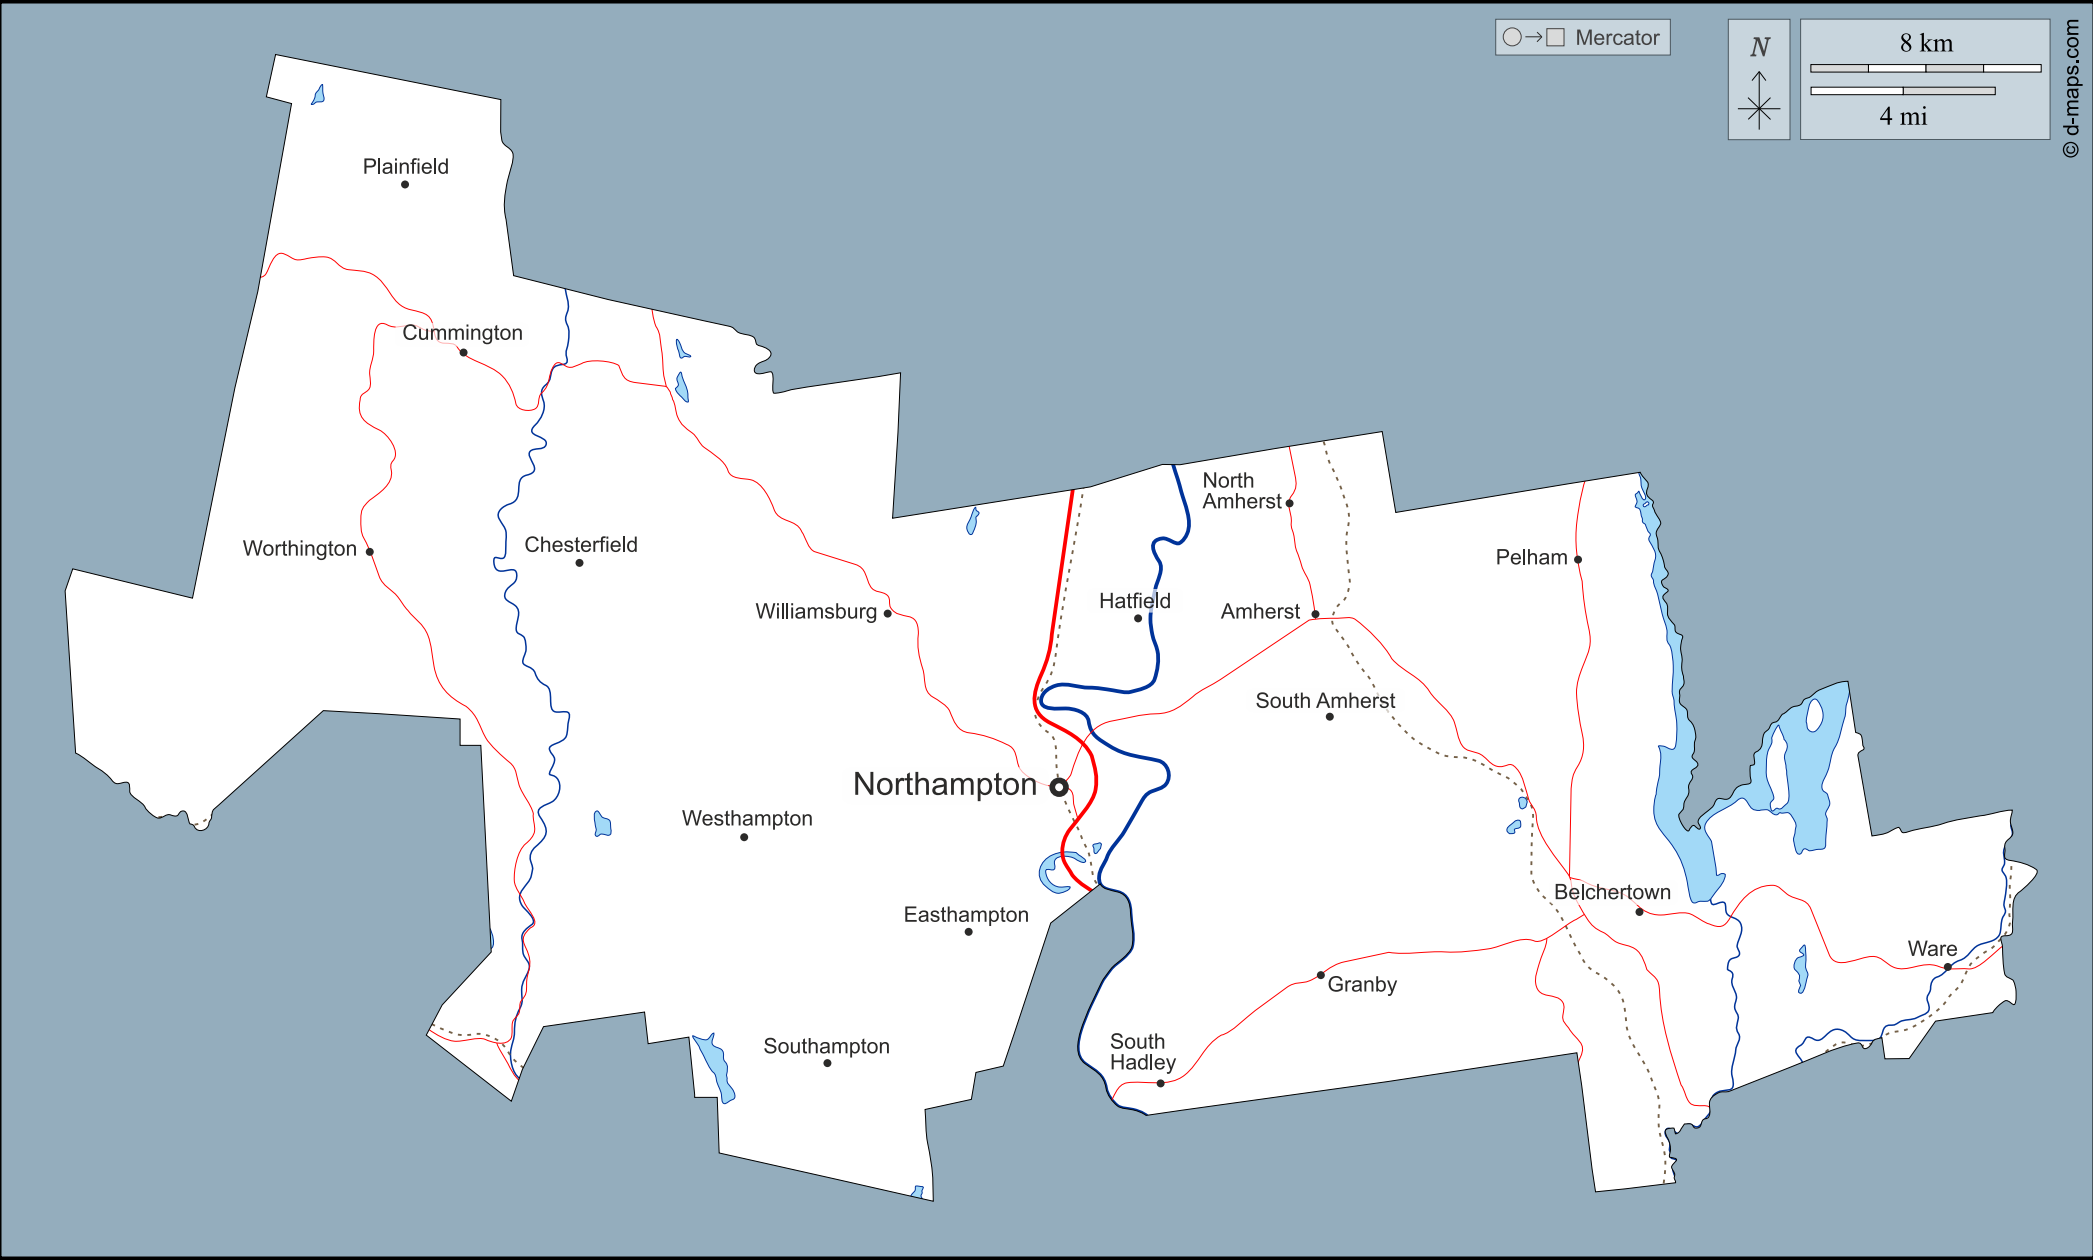 Mercator
N
8 km
4 mi
© d-maps.com
Plainfield
Cummington
North
Amherst
Worthington
Chesterfield
Pelham
Hatfield
Williamsburg
Amherst
South Amherst
Northampton
Westhampton
Belchertown
Easthampton
Ware
Granby
Southampton
South
Hadley